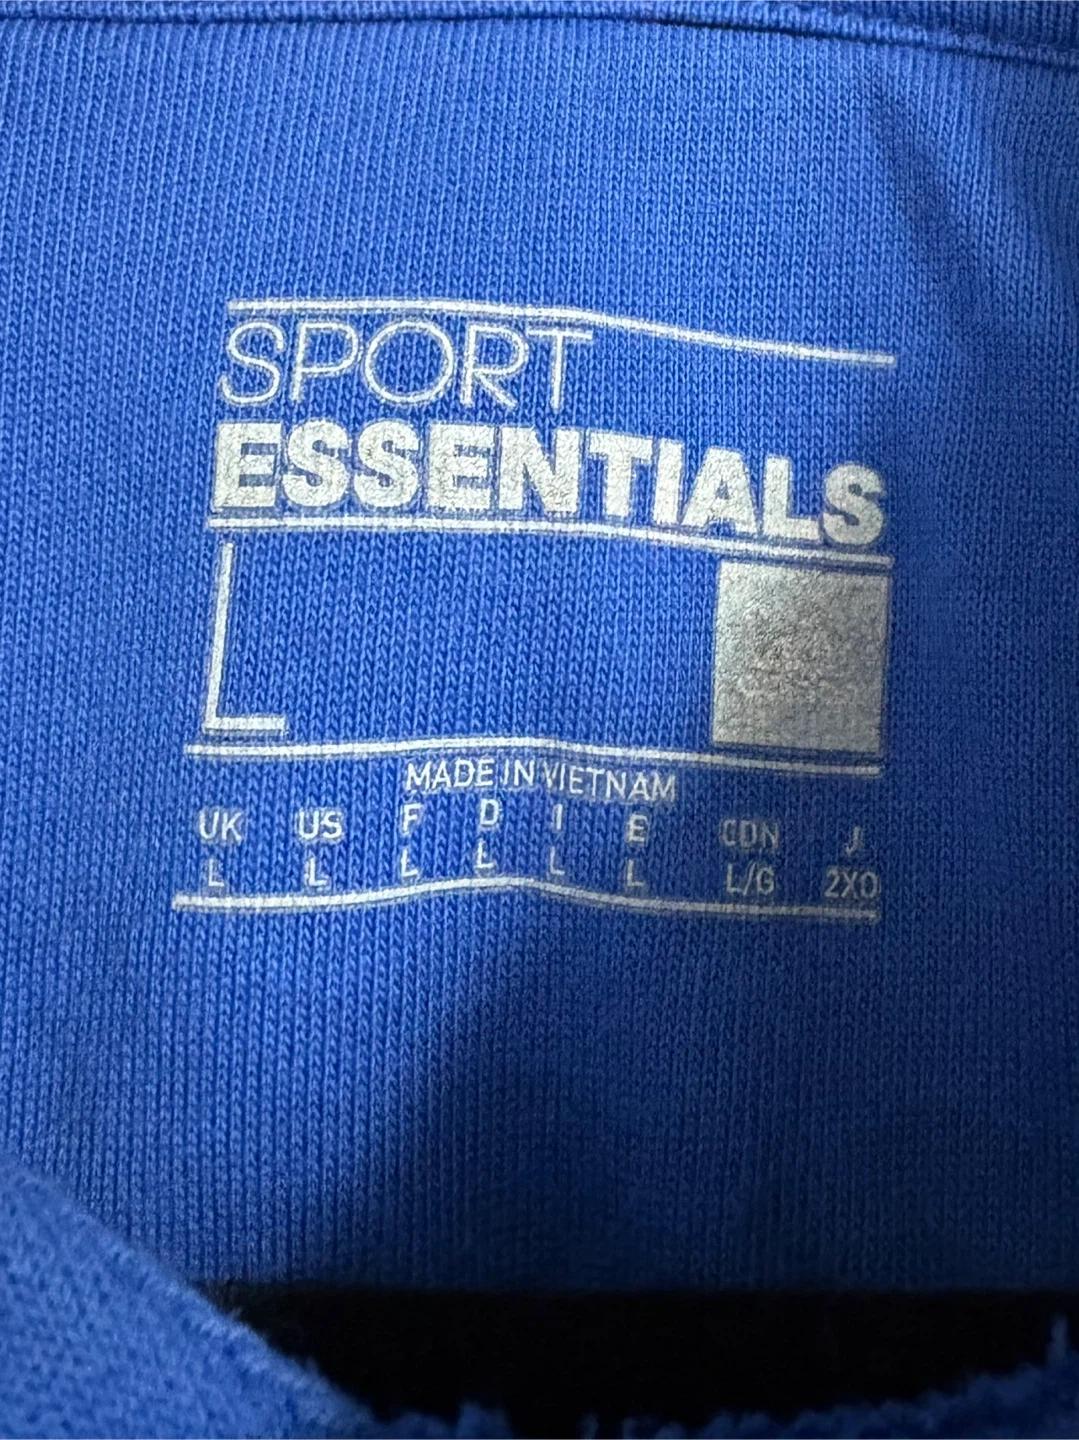 SPORT
ESSENTIALS
L
MADE IN VIETNAM
UK US F D I E CDN J
L L L L L L L/G 2XO